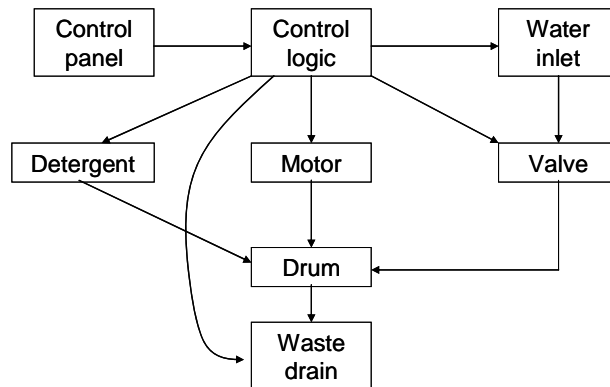 Control
panel
Control
logic
Water
inlet
Detergent
Motor
Valve
Drum
Waste
drain